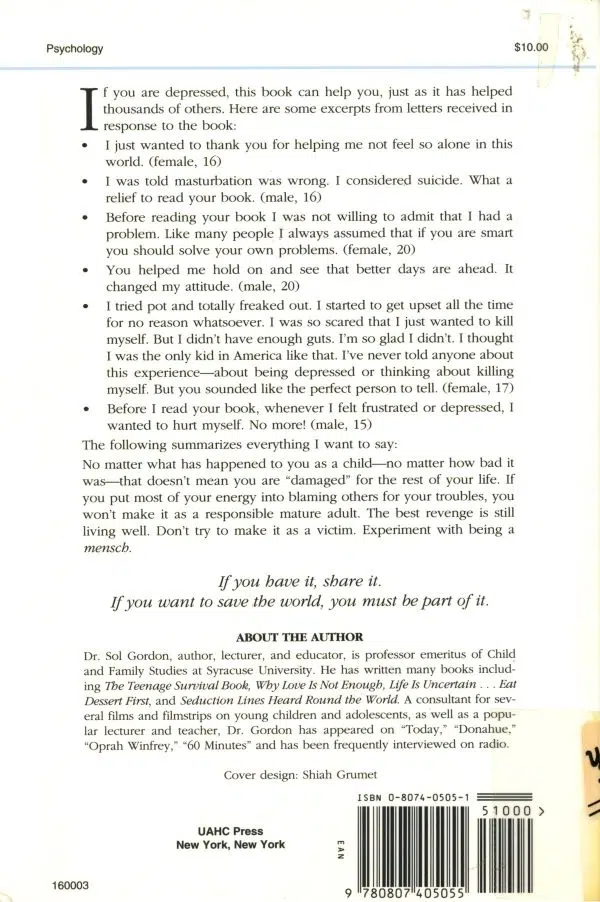 Psychology
$10.00
If you are depressed, this book can help you, just as it has helped
thousands of others. Here are some excerpts from letters received in
response to the book:
• I just wanted to thank you for helping me not feel so alone in this
world. (female, 16)
• I was told masturbation was wrong. I considered suicide. What a
relief to read your book. (male, 16)
• Before reading your book I was not willing to admit that I had a
problem. Like many people I always assumed that if you are smart
you should solve your own problems. (female, 20)
• You helped me hold on and see that better days are ahead. It
changed my attitude. (male, 20)
• I tried pot and totally freaked out. I started to get upset all the time
for no reason whatsoever. I was so scared that I just wanted to kill
myself. But I didn't have enough guts. I'm so glad I didn't. I thought
I was the only kid in America like that. I've never told anyone about
this experience—about being depressed or thinking about killing
myself. But you sounded like the perfect person to tell. (female, 17)
• Before I read your book, whenever I felt frustrated or depressed, I
wanted to hurt myself. No more! (male, 15)
The following summarizes everything I want to say:
No matter what has happened to you as a child—no matter how bad it
was—that doesn't mean you are "damaged" for the rest of your life. If
you put most of your energy into blaming others for your troubles, you
won't make it as a responsible mature adult. The best revenge is still
living well. Don't try to make it as a victim. Experiment with being a
mensch.
If you have it, share it.
If you want to save the world, you must be part of it.
ABOUT THE AUTHOR
Dr. Sol Gordon, author, lecturer, and educator, is professor emeritus of Child
and Family Studies at Syracuse University. He has written many books includ-
ing The Teenage Survival Book, Why Love Is Not Enough, Life Is Uncertain . . . Eat
Dessert First, and Seduction Lines Heard Round the World. A consultant for sev-
eral films and filmstrips on young children and adolescents, as well as a popu-
lar lecturer and teacher, Dr. Gordon has appeared on "Today," "Donahue,"
"Oprah Winfrey," "60 Minutes" and has been frequently interviewed on radio.
Cover design: Shiah Grumet
ISBN 0-8074-0505-1
51000 >
UAHC Press
New York, New York
EAN
9 780807 405055
160003